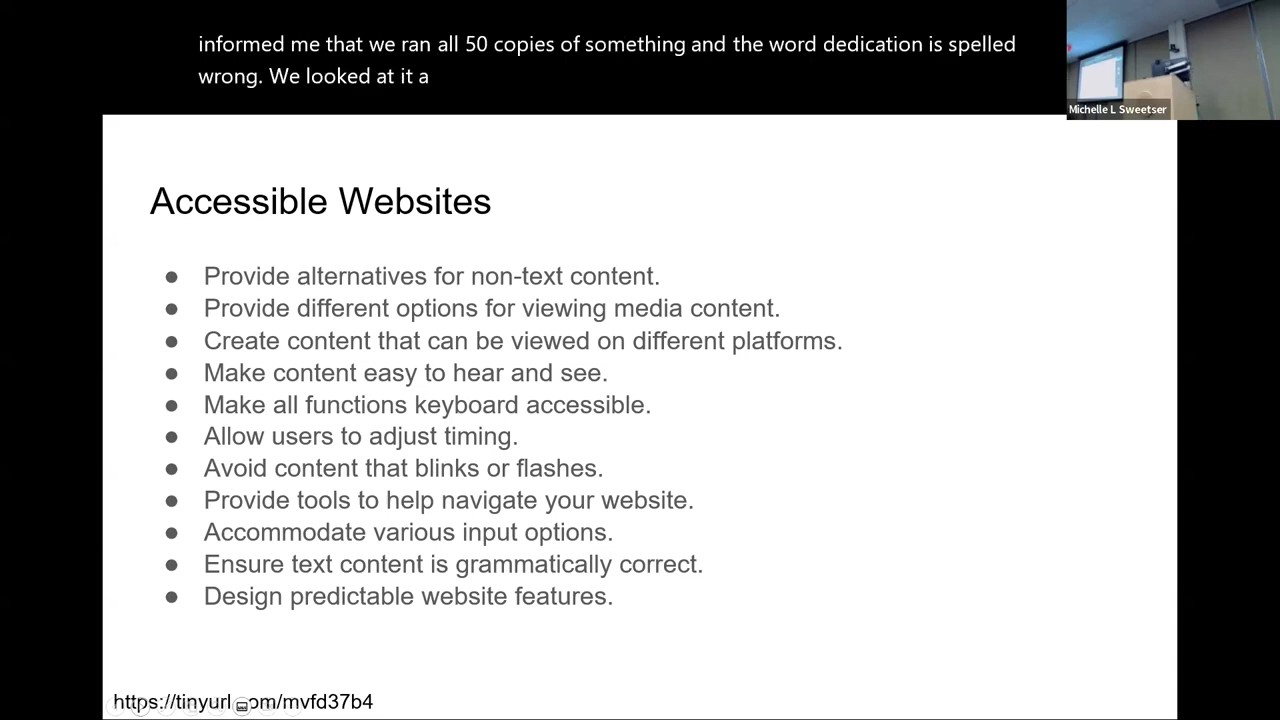 informed me that we ran all 50 copies of something and the word dedication is spelled
wrong. We looked at it a
Michelle L Sweetser
Accessible Websites
● Provide alternatives for non-text content.
● Provide different options for viewing media content.
● Create content that can be viewed on different platforms.
● Make content easy to hear and see.
● Make all functions keyboard accessible.
● Allow users to adjust timing.
● Avoid content that blinks or flashes.
● Provide tools to help navigate your website.
● Accommodate various input options.
● Ensure text content is grammatically correct.
● Design predictable website features.
https://tinyurl.com/mvfd37b4